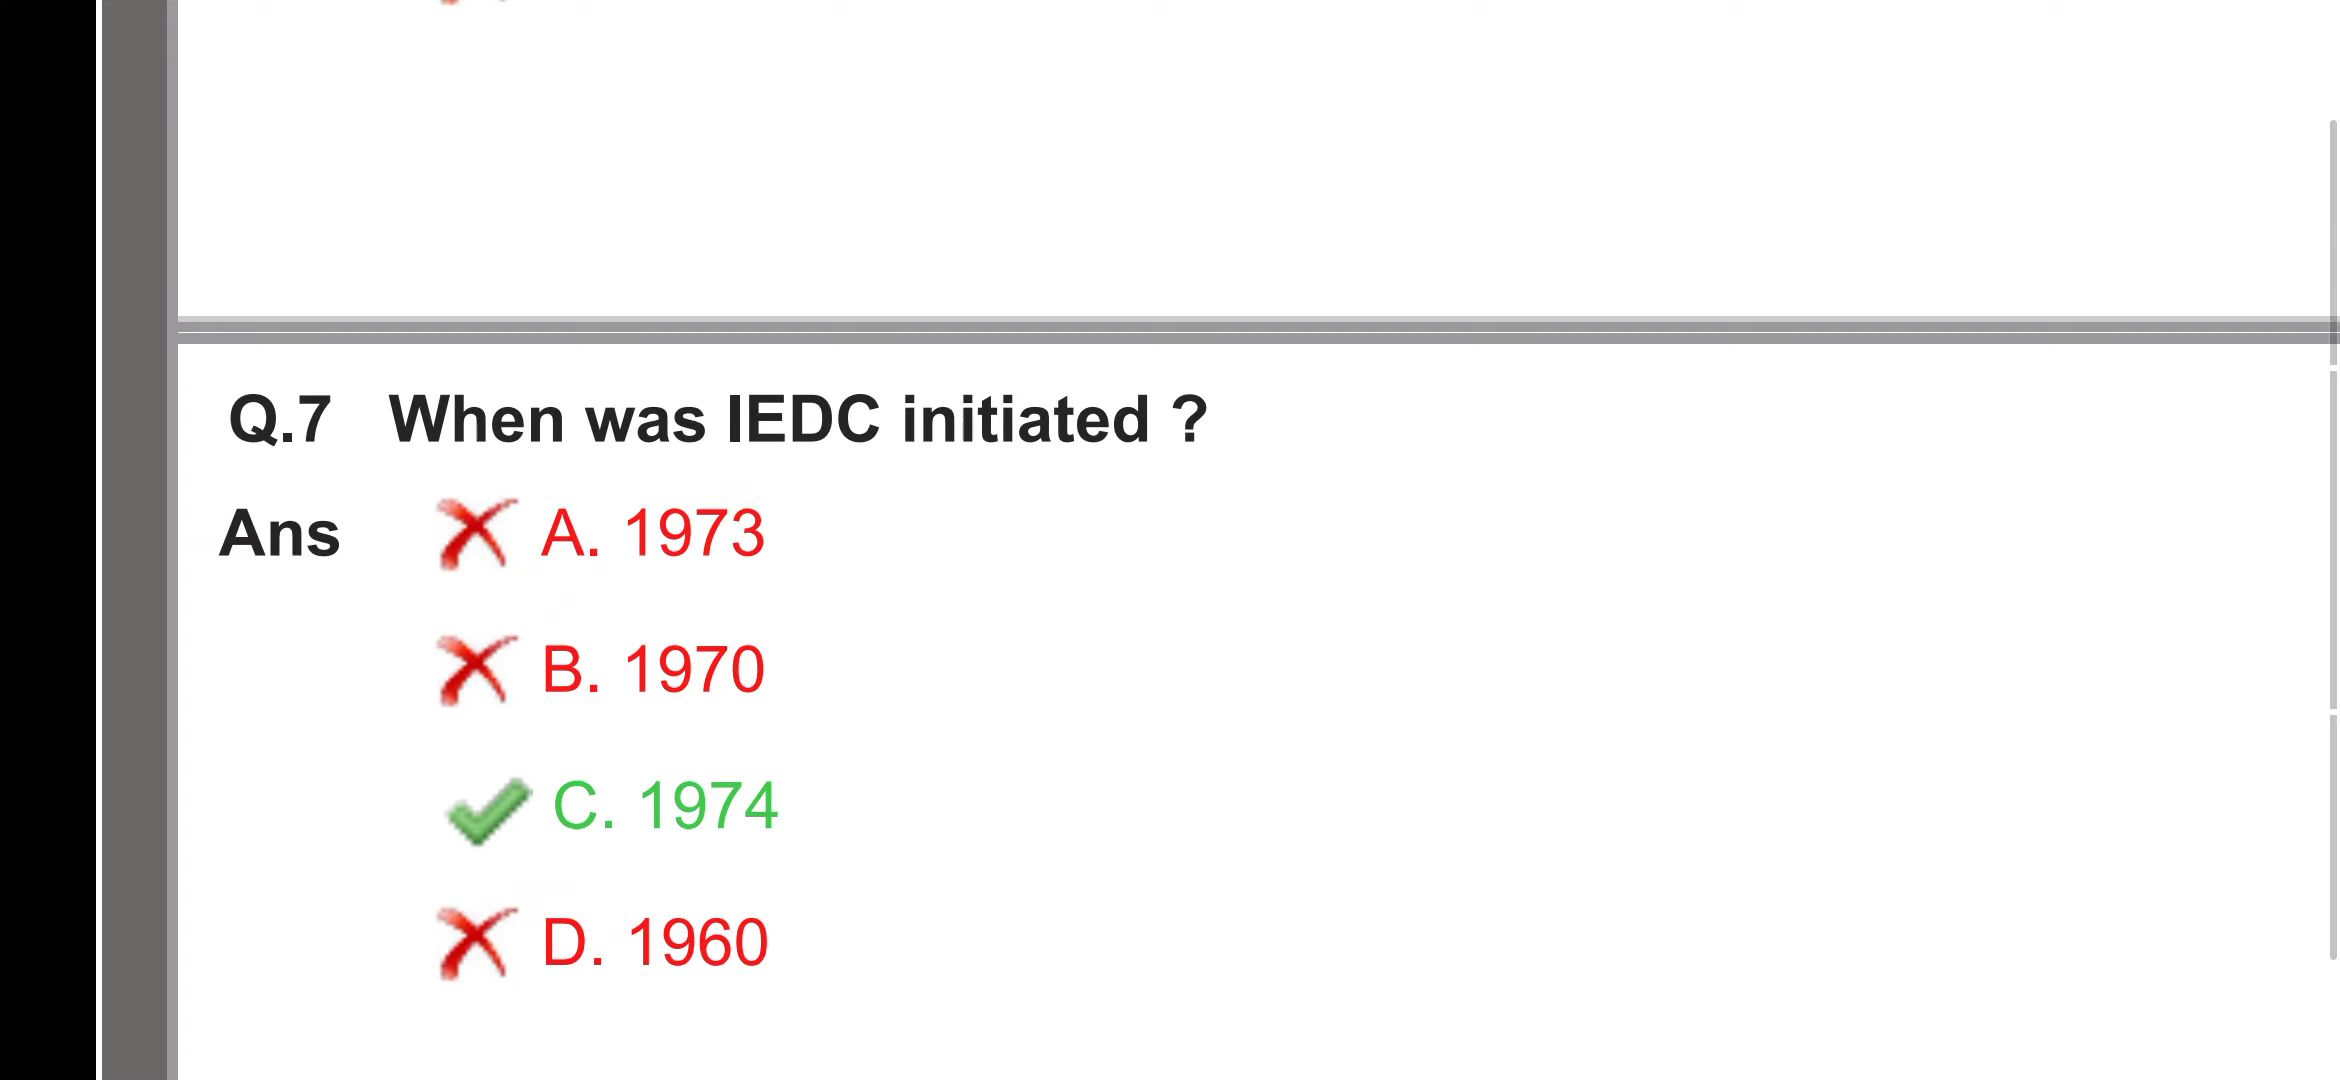 Q.7 When was IEDC initiated ?
Ans A. 1973
B. 1970
C. 1974
D. 1960